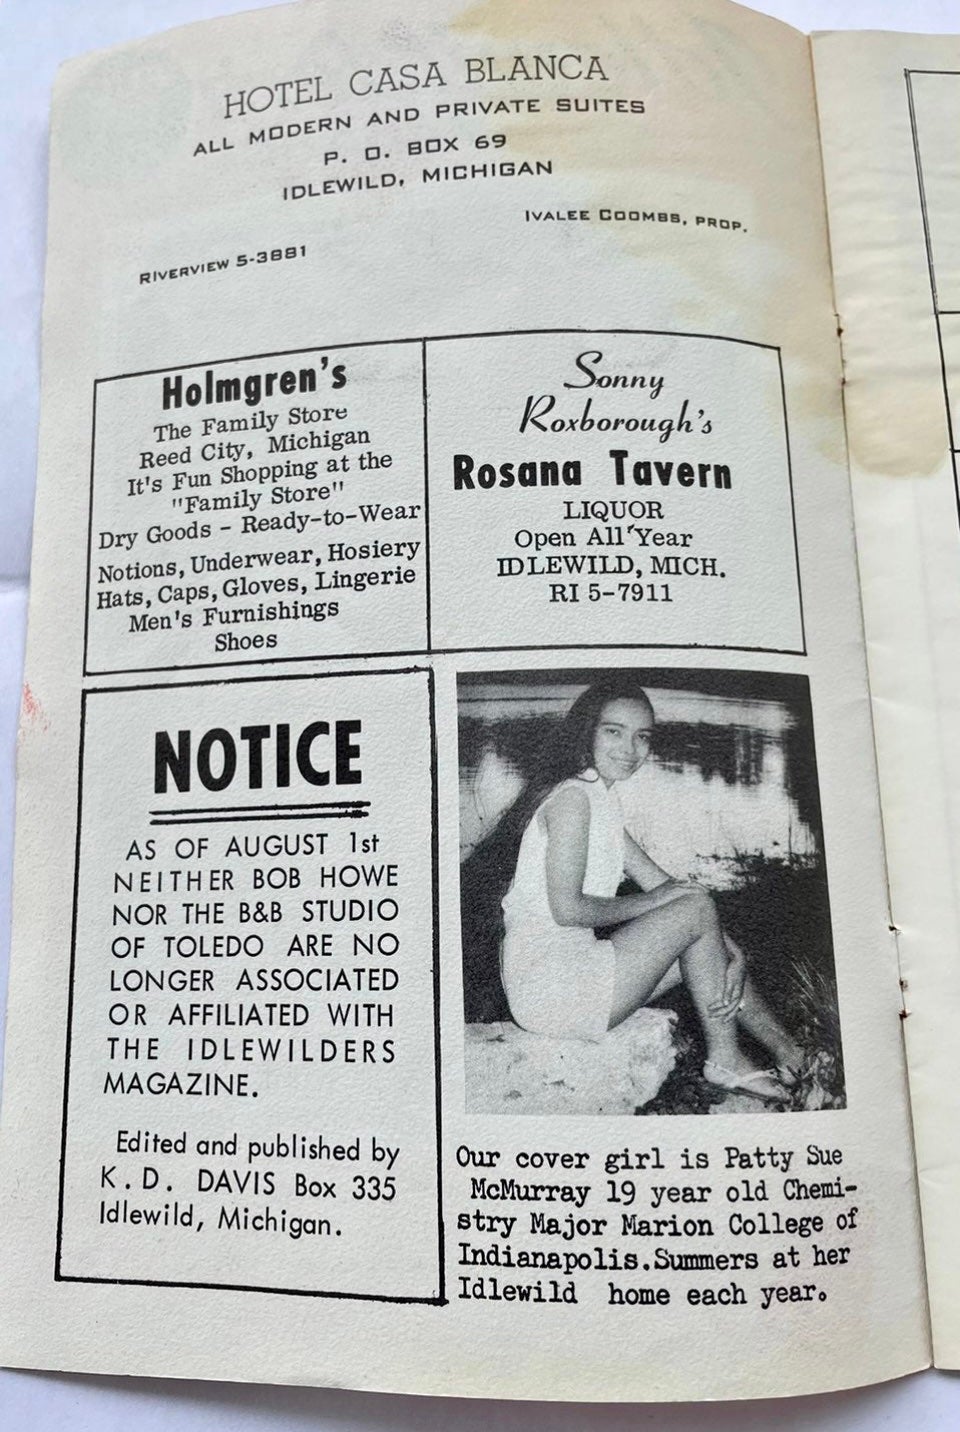 HOTEL CASA BLANCA
ALL MODERN AND PRIVATE SUITES
P. O. BOX 69
IDLEWILD, MICHIGAN
IVALEE COOMBS, PROP.
RIVERVIEW 5-3881
Holmgren's
The Family Store
Reed City, Michigan
It's Fun Shopping at the
"Family Store"
Dry Goods - Ready-to-Wear
Notions, Underwear, Hosiery
Hats, Caps, Gloves, Lingerie
Men's Furnishings
Shoes
Sonny
Roxborough's
Rosana Tavern
LIQUOR
Open All Year
IDLEWILD, MICH.
RI 5-7911
NOTICE
AS OF AUGUST 1st
NEITHER BOB HOWE
NOR THE B&B STUDIO
OF TOLEDO ARE NO
LONGER ASSOCIATED
OR AFFILIATED WITH
THE IDLEWILDERS
MAGAZINE.
Edited and published by
K. D. DAVIS Box 335
Idlewild, Michigan.
Our cover girl is Patty Sue
McMurray 19 year old Chemi-
stry Major Marion College of
Indianapolis.Summers at her
Idlewild home each year.